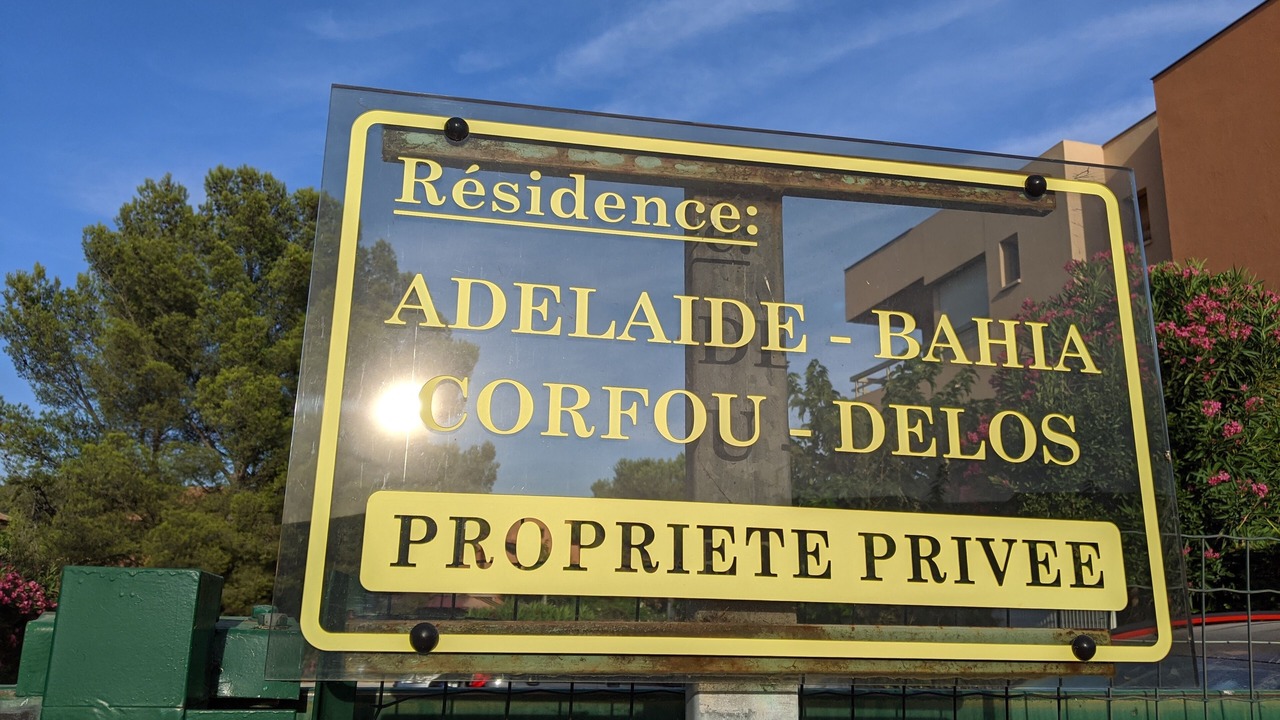 Résidence:
ADELAIDE - BAHIA
CORFOU - DELOS
PROPRIETE PRIVEE